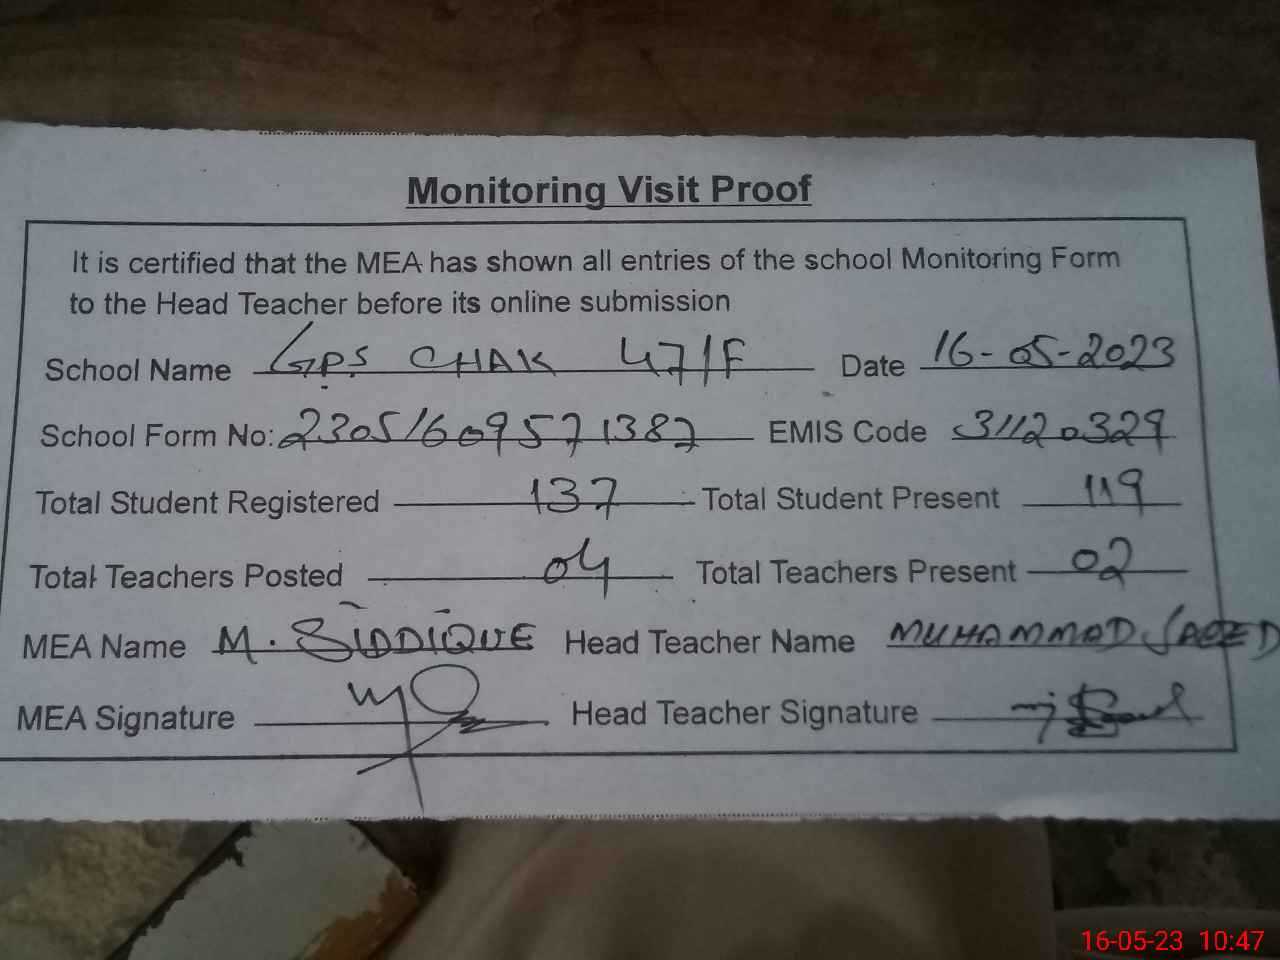 Monitoring Visit Proof
It is certified that the MEA has shown all entries of the school Monitoring Form
to the Head Teacher before its online submission
School Name GPS CHAK 47/F Date 16-05-2023
School Form No: 23051609571387 EMIS Code 31120329
Total Student Registered 137 Total Student Present 119
Total Teachers Posted 04 Total Teachers Present 02
MEA Name M. SIDDIQUE Head Teacher Name MUHAMMAD SAEED
MEA Signature Head Teacher Signature
16-05-23 10:47